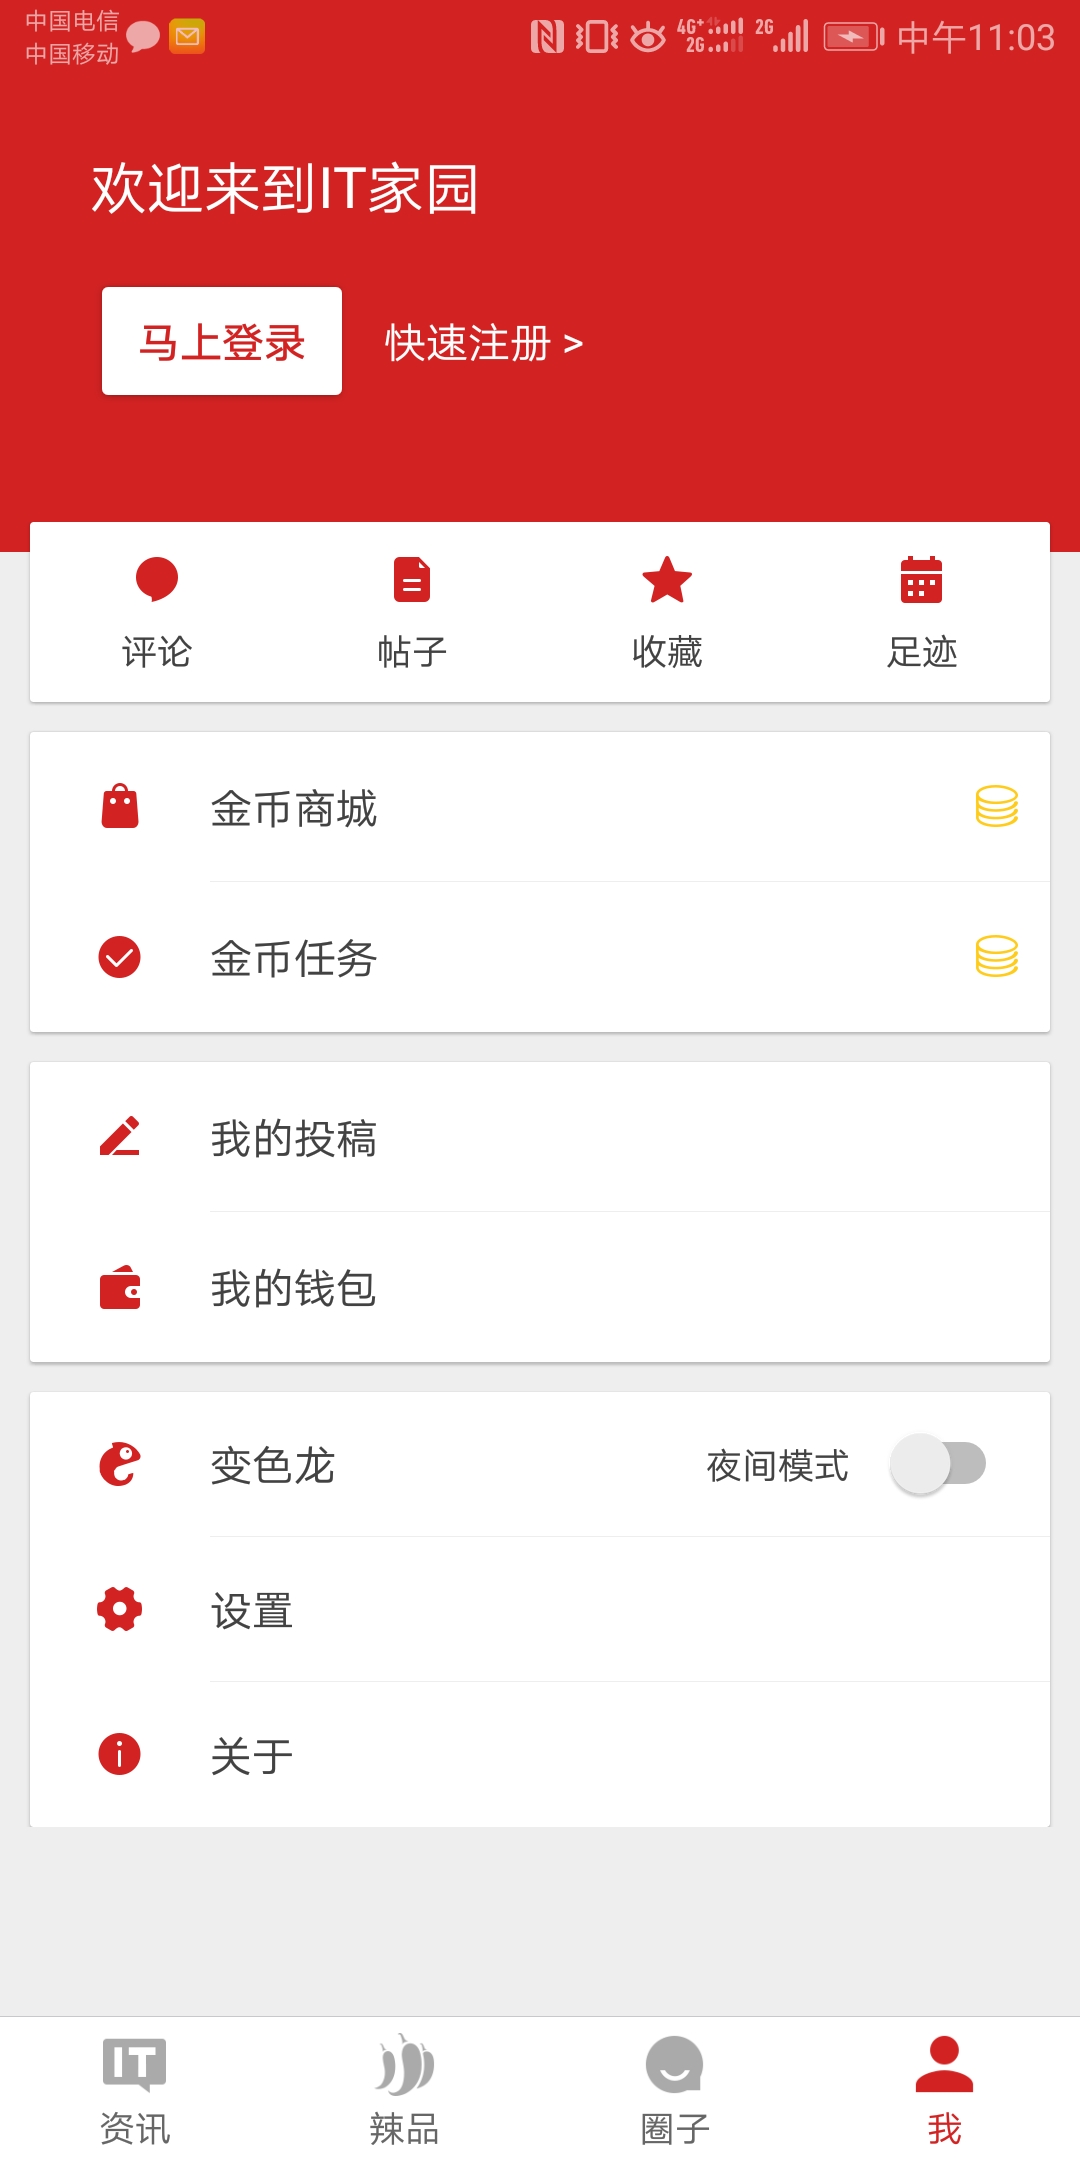 中国电信
中国移动
4G+ 2G 2G 中午11:03
欢迎来到IT家园
马上登录 快速注册 >
评论 帖子 收藏 足迹
金币商城
金币任务
我的投稿
我的钱包
变色龙 夜间模式
设置
关于
IT
资讯 辣品 圈子 我